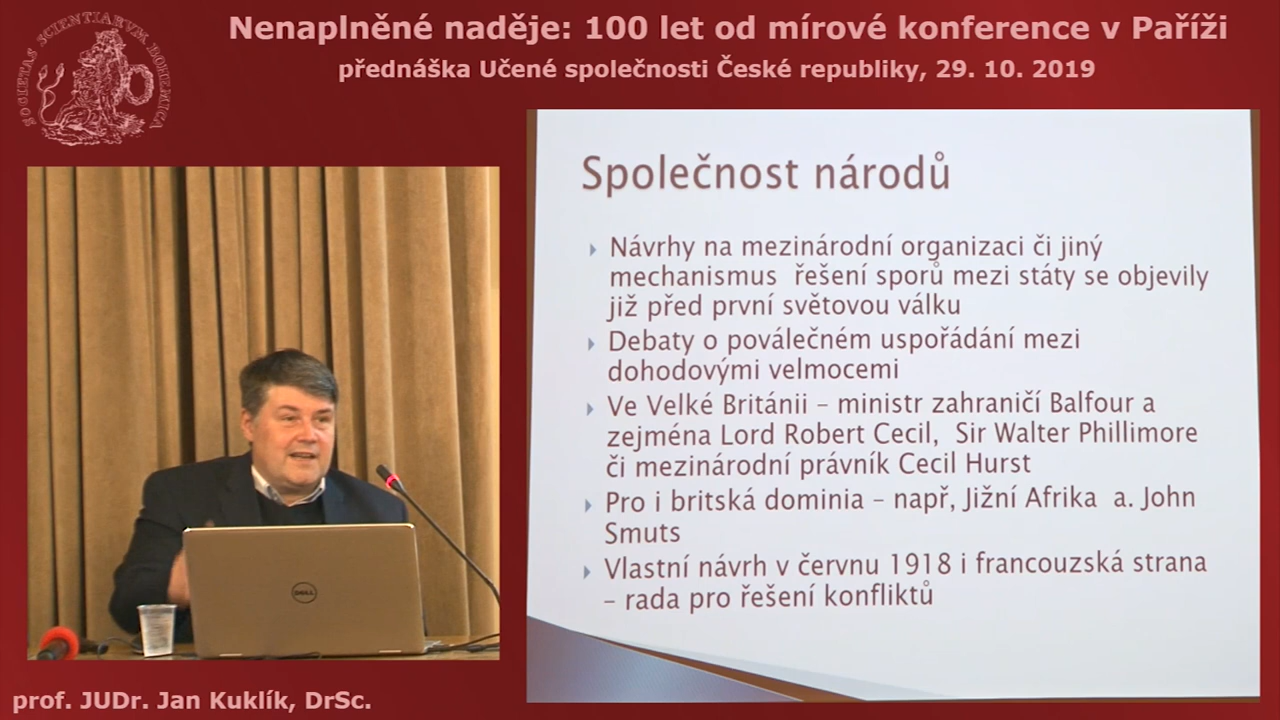 Nenaplněné naděje: 100 let od mírové konference v Paříži
přednáška Učené společnosti České republiky, 29. 10. 2019
SOCIETAS SCIENTIARVM BOHEMICA
Společnost národů
Návrhy na mezinárodní organizaci či jiný
mechanismus řešení sporů mezi státy se objevily
již před první světovou válku
Debaty o poválečném uspořádání mezi
dohodovými velmocemi
Ve Velké Británii – ministr zahraničí Balfour a
zejména Lord Robert Cecil, Sir Walter Phillimore
či mezinárodní právník Cecil Hurst
Pro i britská dominia – např, Jižní Afrika a. John
Smuts
Vlastní návrh v červnu 1918 i francouzská strana
– rada pro řešení konfliktů
DELL
prof. JUDr. Jan Kuklík, DrSc.